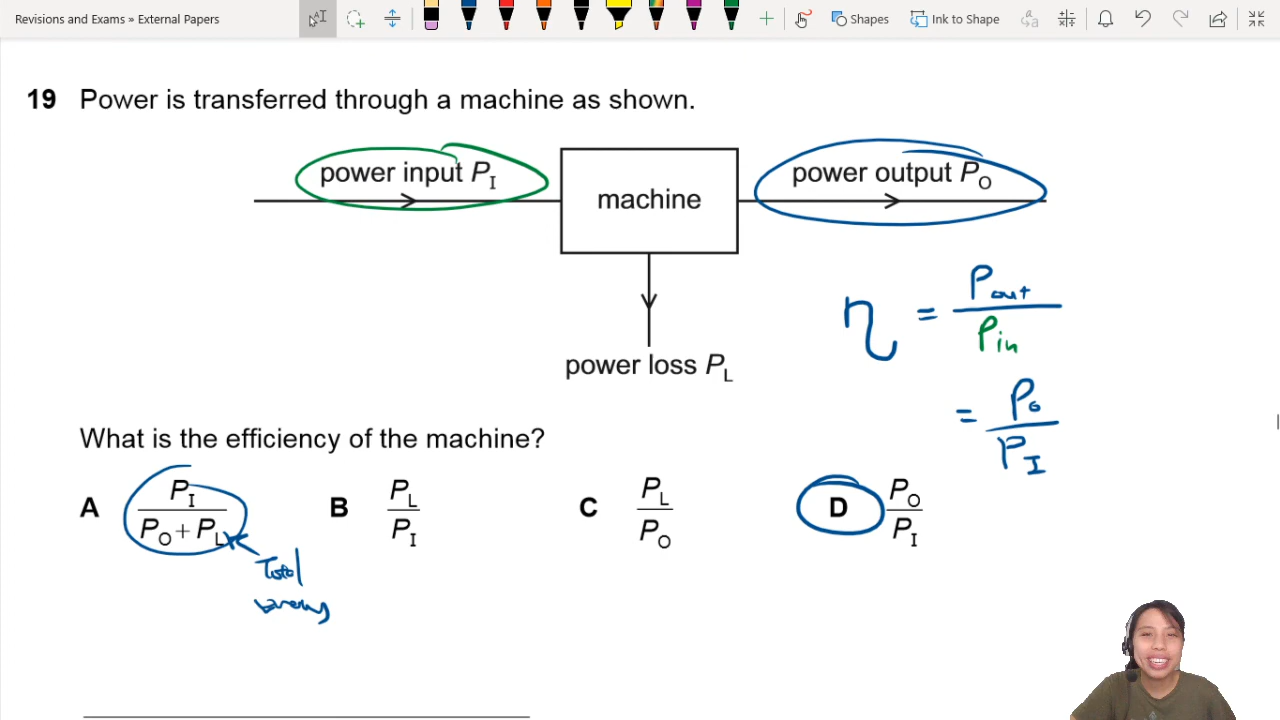 Revisions and Exams » External Papers
Shapes
Ink to Shape
19 Power is transferred through a machine as shown.
power input P_I
machine
power output P_O
power loss P_L
η = P_out / P_in
= P_o / P_I
What is the efficiency of the machine?
A P_I / (P_O + P_L) B P_L / P_I C P_L / P_O D P_O / P_I
Total